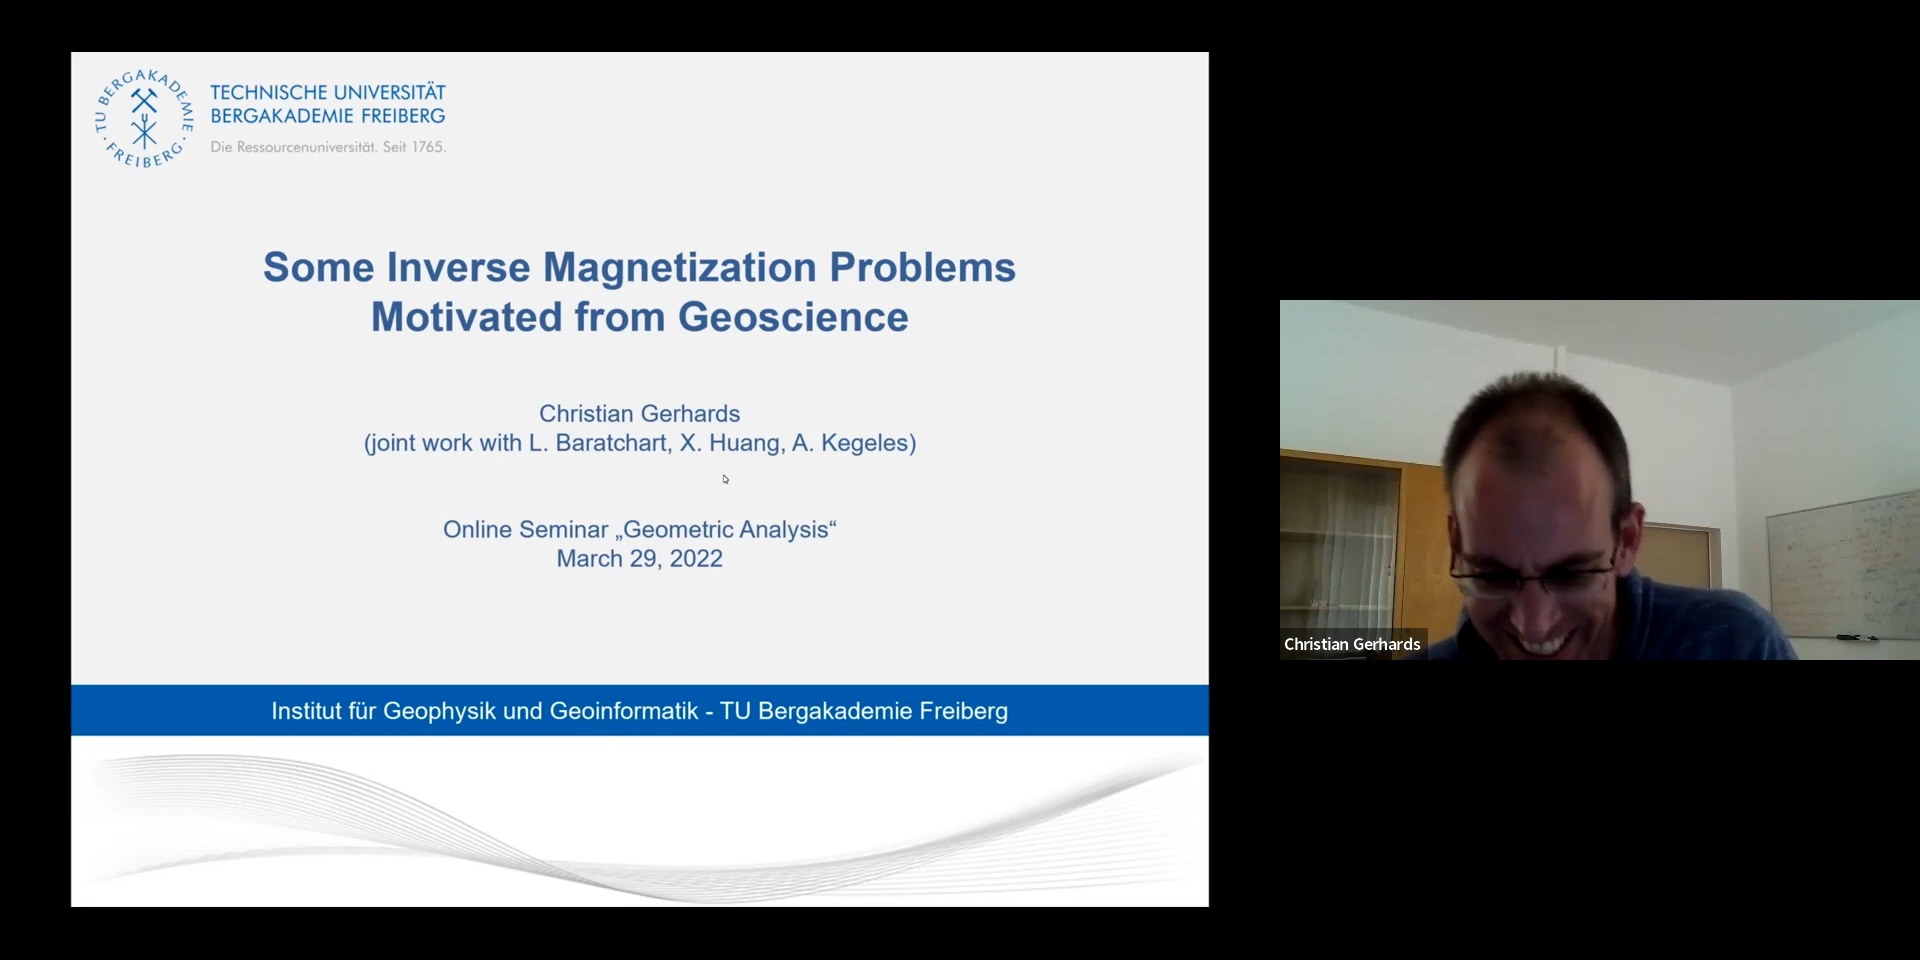 TU BERGAKADEMIE
· FREIBERG ·
TECHNISCHE UNIVERSITÄT
BERGAKADEMIE FREIBERG
Die Ressourcenuniversität. Seit 1765.
Some Inverse Magnetization Problems
Motivated from Geoscience
Christian Gerhards
(joint work with L. Baratchart, X. Huang, A. Kegeles)
Online Seminar „Geometric Analysis“
March 29, 2022
Institut für Geophysik und Geoinformatik - TU Bergakademie Freiberg
Christian Gerhards